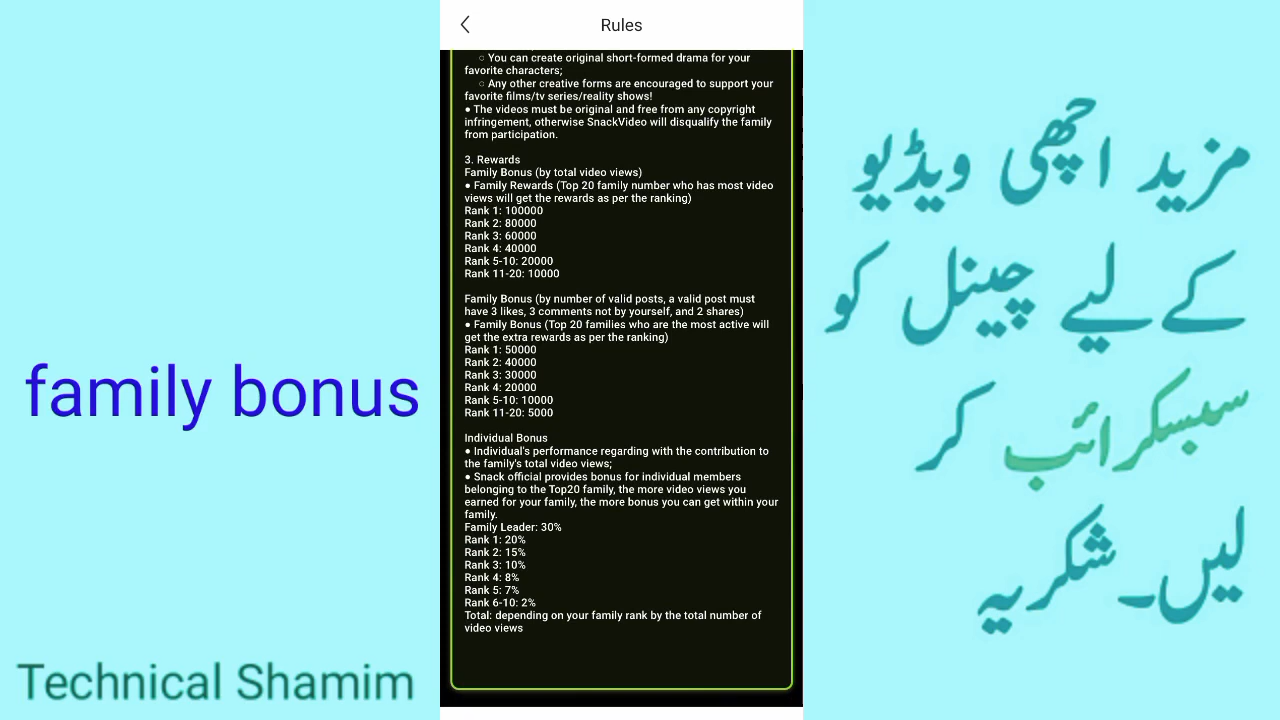 Rules
○ You can create original short-formed drama for your
favorite characters;
○ Any other creative forms are encouraged to support your
favorite films/tv series/reality shows!
● The videos must be original and free from any copyright
infringement, otherwise SnackVideo will disqualify the family
from participation.
3. Rewards
Family Bonus (by total video views)
● Family Rewards (Top 20 family number who has most video
views will get the rewards as per the ranking)
Rank 1: 100000
Rank 2: 80000
Rank 3: 60000
Rank 4: 40000
Rank 5-10: 20000
Rank 11-20: 10000
Family Bonus (by number of valid posts, a valid post must
have 3 likes, 3 comments not by yourself, and 2 shares)
● Family Bonus (Top 20 families who are the most active will
get the extra rewards as per the ranking)
Rank 1: 50000
Rank 2: 40000
Rank 3: 30000
Rank 4: 20000
Rank 5-10: 10000
Rank 11-20: 5000
Individual Bonus
● Individual's performance regarding with the contribution to
the family's total video views;
● Snack official provides bonus for individual members
belonging to the Top20 family, the more video views you
earned for your family, the more bonus you can get within your
family.
Family Leader: 30%
Rank 1: 20%
Rank 2: 15%
Rank 3: 10%
Rank 4: 8%
Rank 5: 7%
Rank 6-10: 2%
Total: depending on your family rank by the total number of
video views
family bonus
Technical Shamim
مزید اچھی ویڈیو
کے لیے چینل کو
سبسکرائب کر
لیں۔ شکریہ